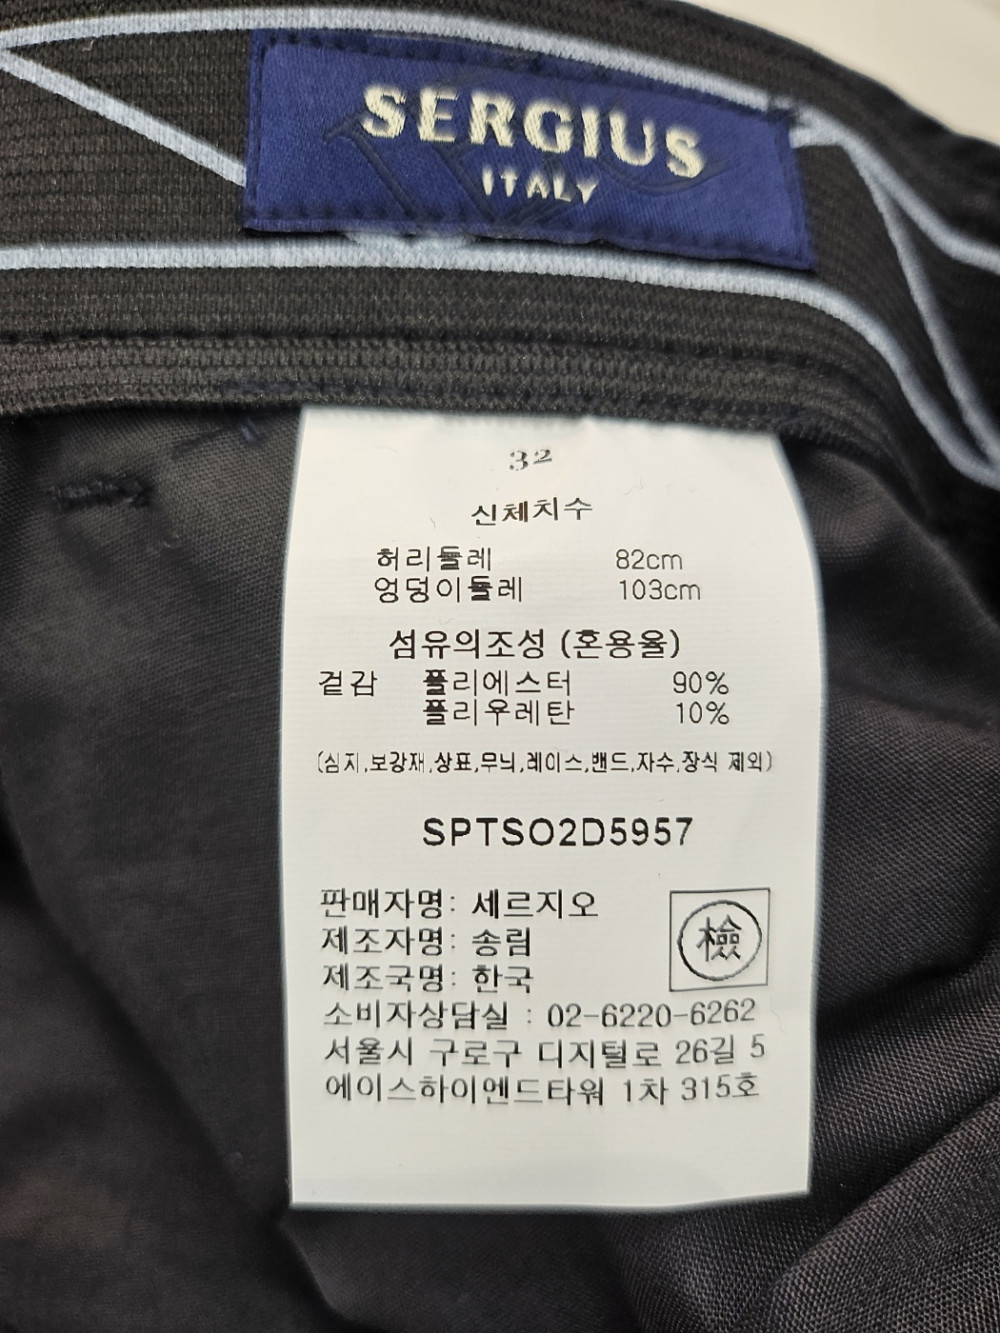 SERGIUS
ITALY
32
신체치수
허리둘레 82cm
엉덩이둘레 103cm
섬유의조성 (혼용율)
겉감 폴리에스터 90%
폴리우레탄 10%
(심지,보강재,상표,무늬,레이스,밴드,자수,장식 제외)
SPTSO2D5957
판매자명: 세르지오
제조자명: 송림
檢
제조국명: 한국
소비자상담실 : 02-6220-6262
서울시 구로구 디지털로 26길 5
에이스하이엔드타워 1차 315호